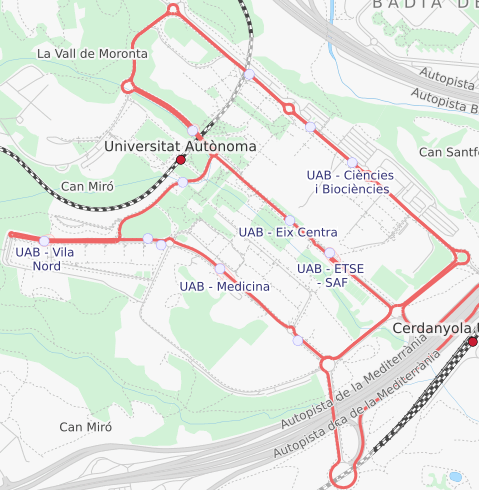 BADIA DE
La Vall de Moronta
Autopista
Autopista B
Universitat Autònoma
Can Santf
Can Miró
UAB - Ciències
i Biociències
UAB - Eix Centra
UAB - Vila
Nord
UAB - ETSE
- SAF
UAB - Medicina
Cerdanyola U
Autopista de la Mediterrània
Autopista de la Mediterrània
Can Miró